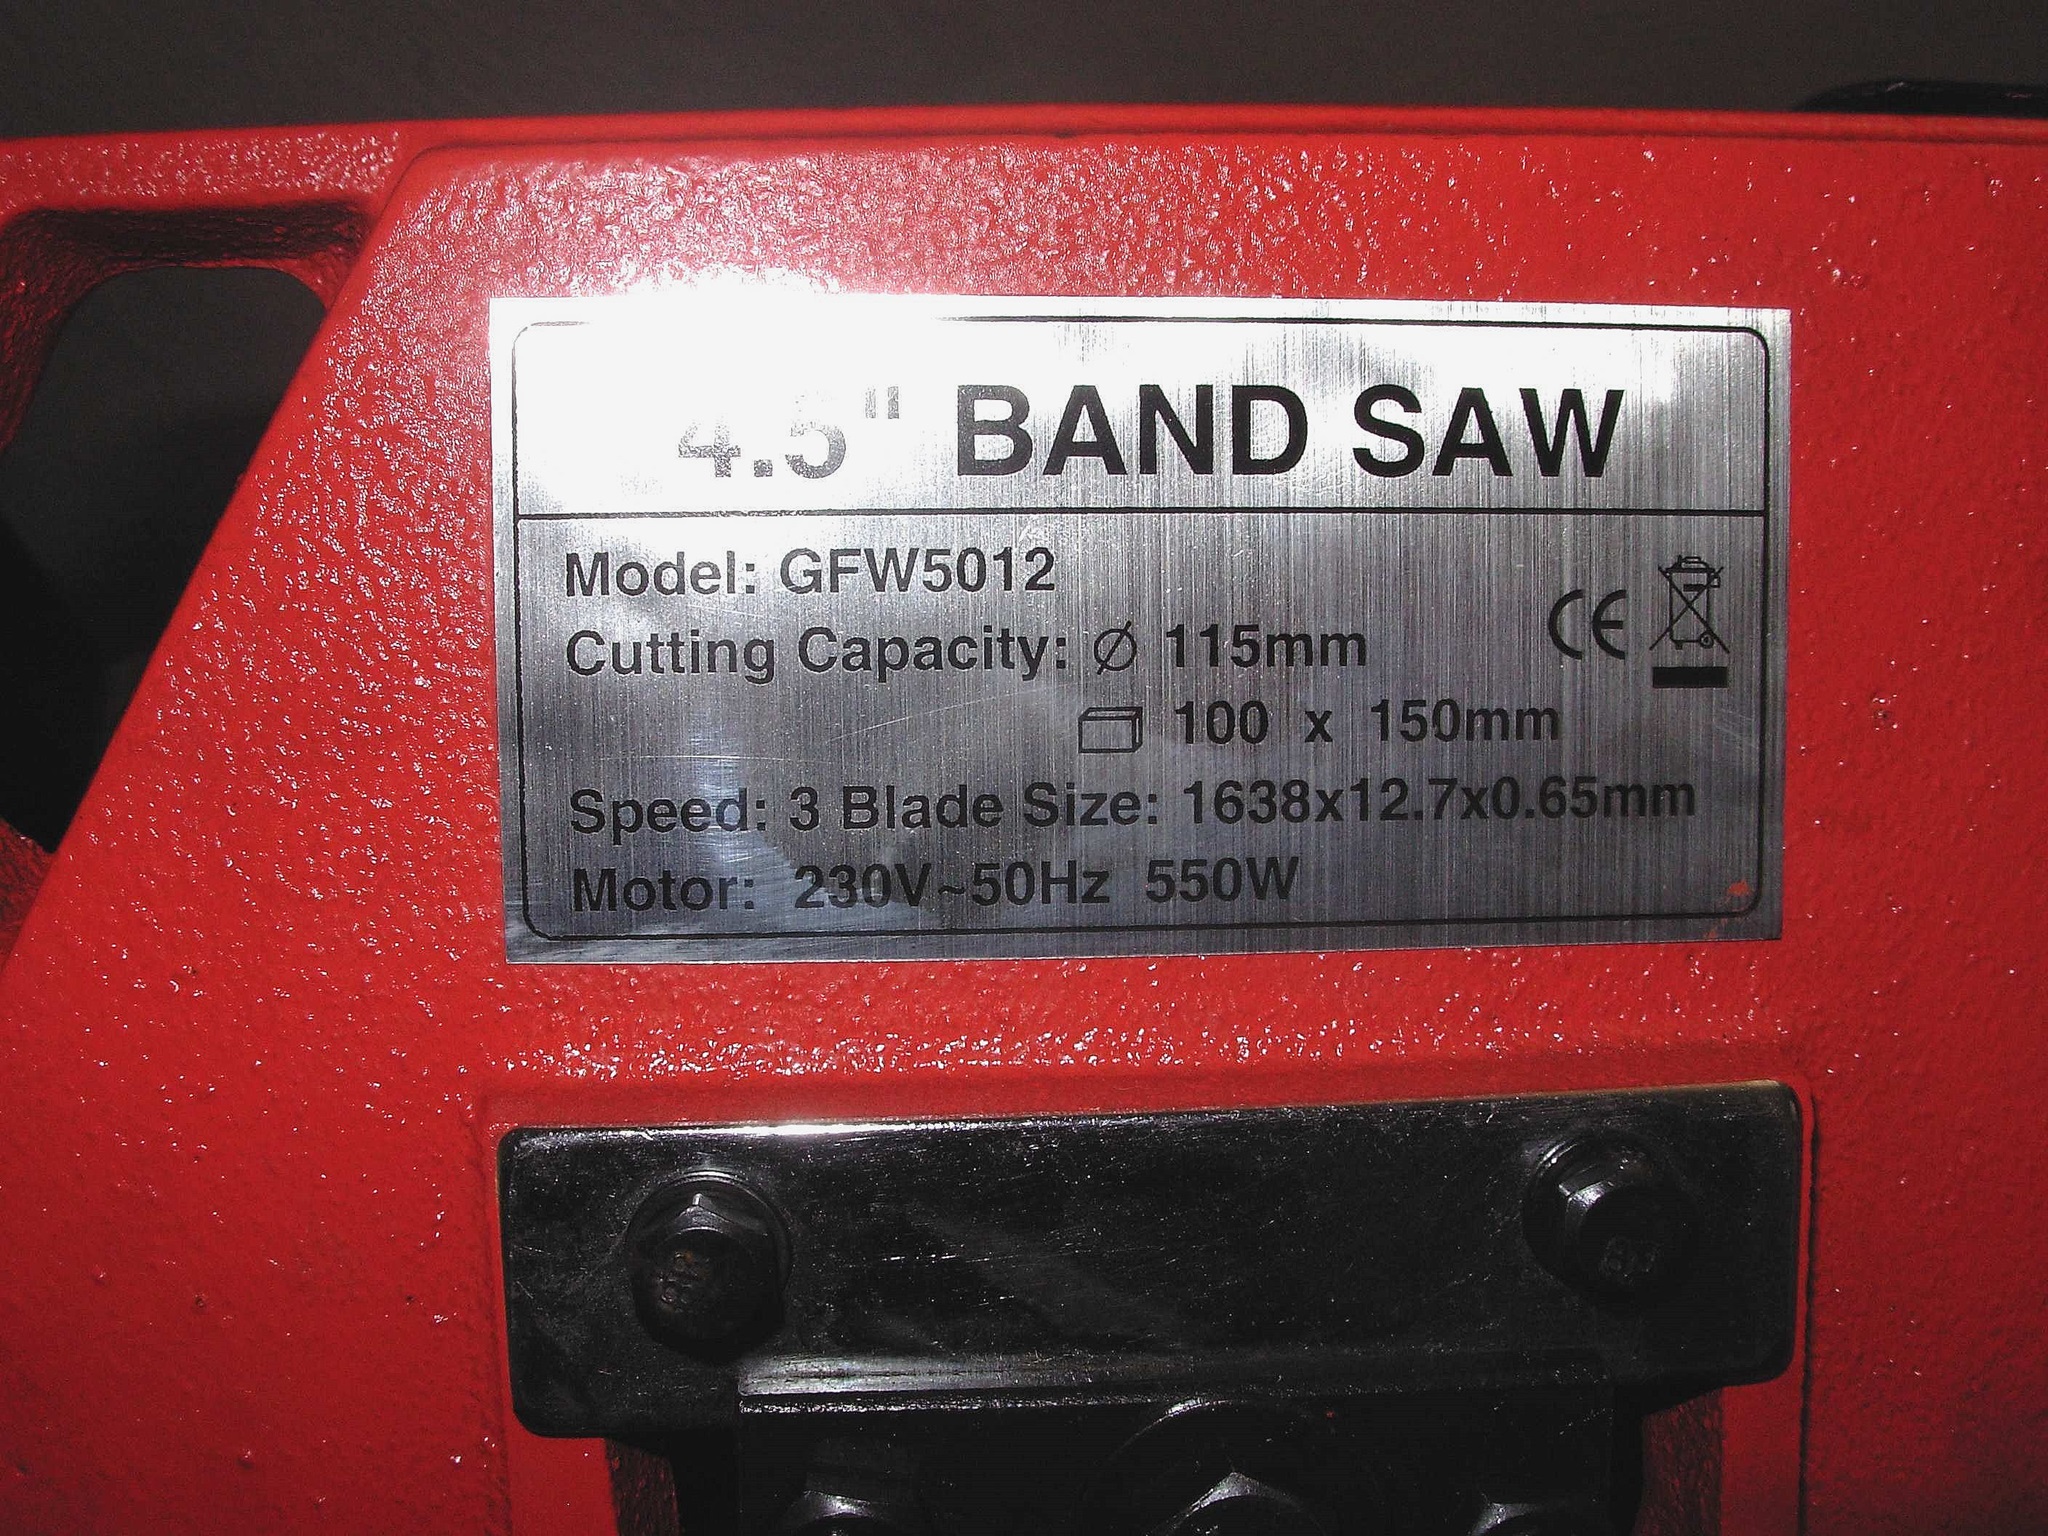 4.5" BAND SAW
Model: GFW5012
Cutting Capacity: ∅ 115mm
100 x 150mm
CE
Speed: 3 Blade Size: 1638x12.7x0.65mm
Motor: 230V~50Hz 550W